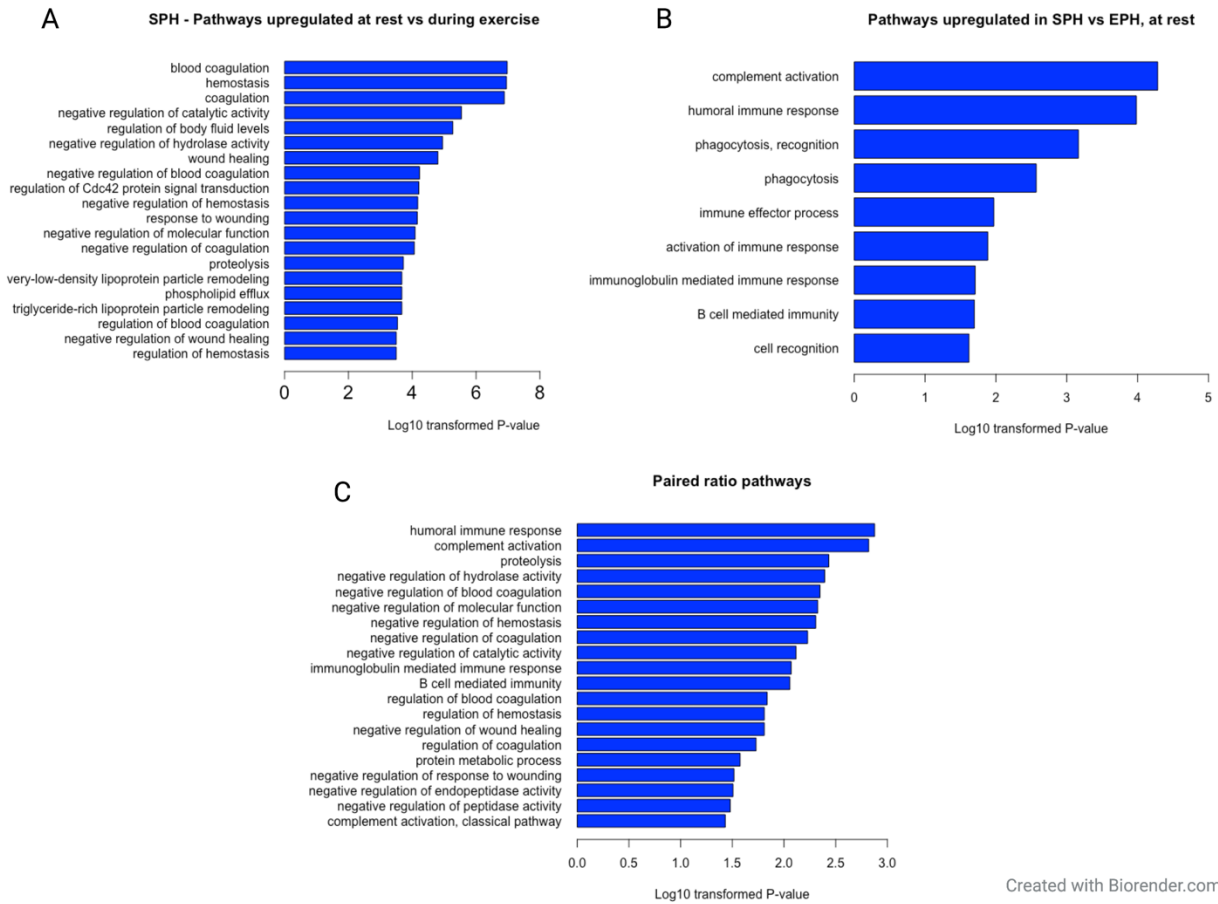 A
SPH - Pathways upregulated at rest vs during exercise
blood coagulation
hemostasis
coagulation
negative regulation of catalytic activity
regulation of body fluid levels
negative regulation of hydrolase activity
wound healing
negative regulation of blood coagulation
regulation of Cdc42 protein signal transduction
negative regulation of hemostasis
response to wounding
negative regulation of molecular function
negative regulation of coagulation
proteolysis
very-low-density lipoprotein particle remodeling
phospholipid efflux
triglyceride-rich lipoprotein particle remodeling
regulation of blood coagulation
negative regulation of wound healing
regulation of hemostasis
0 2 4 6 8
Log10 transformed P-value
B
Pathways upregulated in SPH vs EPH, at rest
complement activation
humoral immune response
phagocytosis, recognition
phagocytosis
immune effector process
activation of immune response
immunoglobulin mediated immune response
B cell mediated immunity
cell recognition
0 1 2 3 4 5
Log10 transformed P-value
C
Paired ratio pathways
humoral immune response
complement activation
proteolysis
negative regulation of hydrolase activity
negative regulation of blood coagulation
negative regulation of molecular function
negative regulation of hemostasis
negative regulation of coagulation
negative regulation of catalytic activity
immunoglobulin mediated immune response
B cell mediated immunity
regulation of blood coagulation
regulation of hemostasis
negative regulation of wound healing
regulation of coagulation
protein metabolic process
negative regulation of response to wounding
negative regulation of endopeptidase activity
negative regulation of peptidase activity
complement activation, classical pathway
0.0 0.5 1.0 1.5 2.0 2.5 3.0
Log10 transformed P-value
Created with Biorender.com